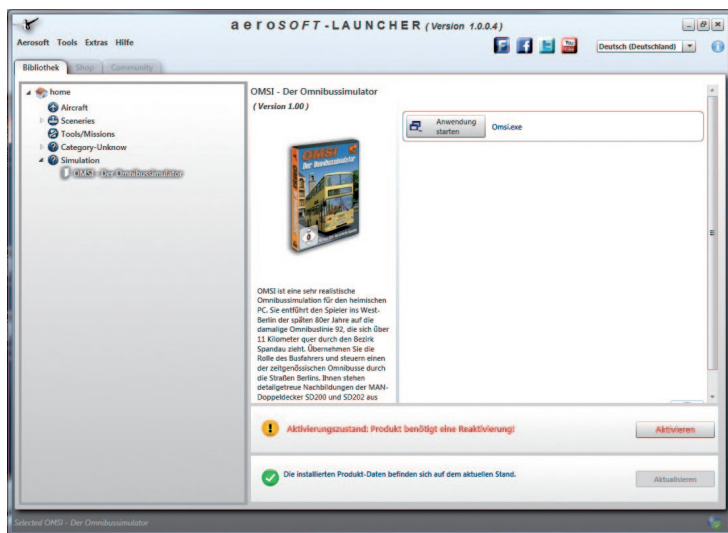 aeroSOFT-LAUNCHER (Version 1.0.0.4)
Aerosoft Tools Extras Hilfe
You
Deutsch (Deutschland)
Bibliothek Shop Community
home
Aircraft
Sceneries
Tools/Missions
Category-Unknow
Simulation
OMSI - Der Omnibussimulator
OMSI - Der Omnibussimulator
( Version 1.00 )
OMSI
Der Omnibussimulator
Anwendung
starten
Omsi.exe
OMSI ist eine sehr realistische
Omnibussimulation für den heimischen
PC. Sie entführt den Spieler ins West-
Berlin der späten 80er Jahre auf die
damalige Omnibuslinie 92, die sich über
11 Kilometer quer durch den Bezirk
Spandau zieht. Übernehmen Sie die
Rolle des Busfahrers und steuern einen
der zeitgenössischen Omnibusse durch
die Straßen Berlins. Ihnen stehen
detailgetreue Nachbildungen der MAN-
Doppeldecker SD200 und SD202 aus
Aktivierungszustand: Produkt benötigt eine Reaktivierung!
Aktivieren
Die installierten Produkt-Daten befinden sich auf dem aktuellen Stand.
Aktualisieren
Selected OMSI - Der Omnibussimulator